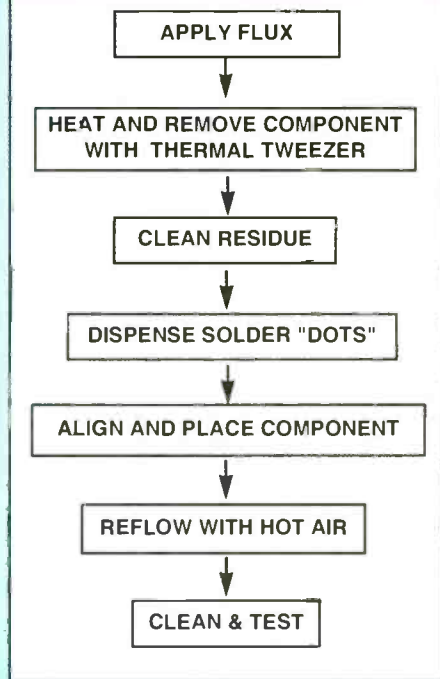 APPLY FLUX
HEAT AND REMOVE COMPONENT
WITH THERMAL TWEEZER
CLEAN RESIDUE
DISPENSE SOLDER "DOTS"
ALIGN AND PLACE COMPONENT
REFLOW WITH HOT AIR
CLEAN & TEST